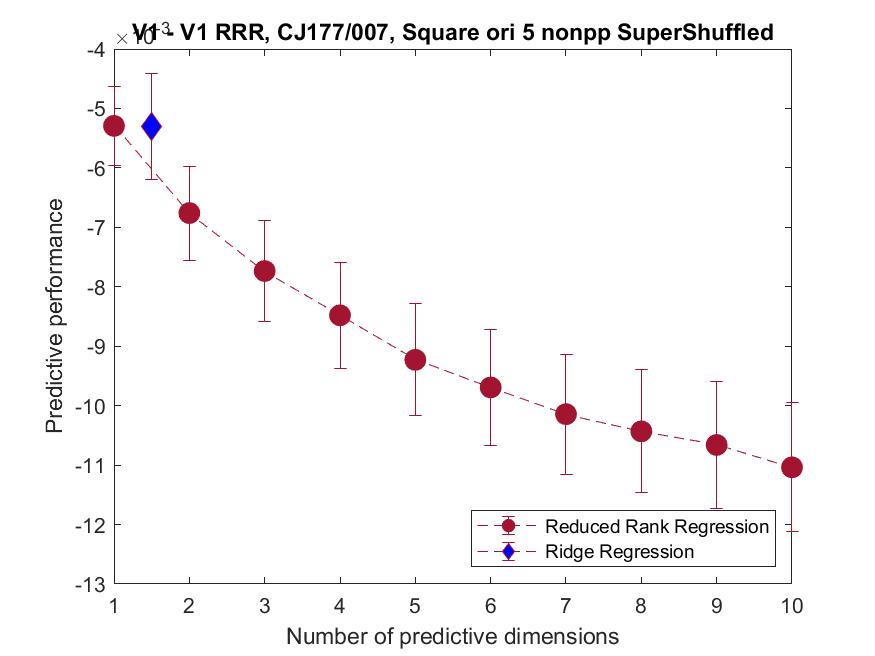 ×10-3
V1 - V1 RRR, CJ177/007, Square ori 5 nonpp SuperShuffled
-4
-5
-6
-7
-8
-9
-10
-11
-12
-13
Predictive performance
Reduced Rank Regression
Ridge Regression
1 2 3 4 5 6 7 8 9 10
Number of predictive dimensions